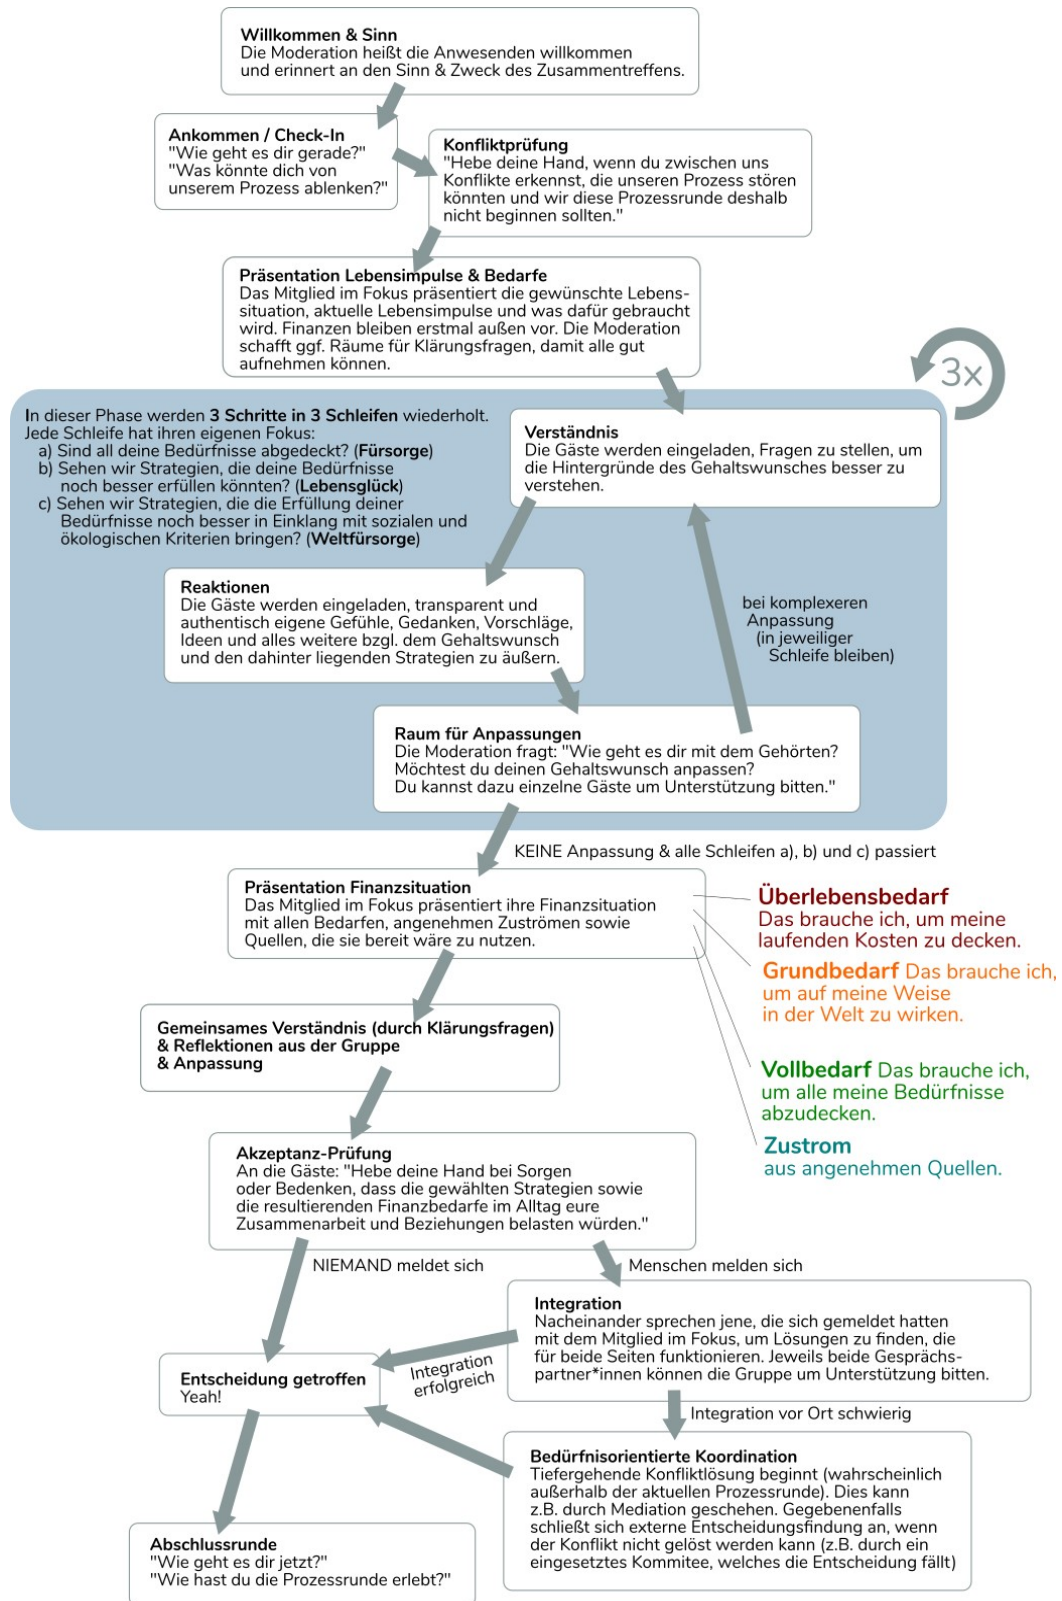 Willkommen & Sinn
Die Moderation heißt die Anwesenden willkommen
und erinnert an den Sinn & Zweck des Zusammentreffens.
Ankommen / Check-In
"Wie geht es dir gerade?"
"Was könnte dich von
unserem Prozess ablenken?"
Konfliktprüfung
"Hebe deine Hand, wenn du zwischen uns
Konflikte erkennst, die unseren Prozess stören
könnten und wir diese Prozessrunde deshalb
nicht beginnen sollten."
Präsentation Lebensimpulse & Bedarfe
Das Mitglied im Fokus präsentiert die gewünschte Lebens-
situation, aktuelle Lebensimpulse und was dafür gebraucht
wird. Finanzen bleiben erstmal außen vor. Die Moderation
schafft ggf. Räume für Klärungsfragen, damit alle gut
aufnehmen können.
3x
In dieser Phase werden 3 Schritte in 3 Schleifen wiederholt.
Jede Schleife hat ihren eigenen Fokus:
a) Sind all deine Bedürfnisse abgedeckt? (Fürsorge)
b) Sehen wir Strategien, die deine Bedürfnisse
noch besser erfüllen könnten? (Lebensglück)
c) Sehen wir Strategien, die die Erfüllung deiner
Bedürfnisse noch besser in Einklang mit sozialen und
ökologischen Kriterien bringen? (Weltfürsorge)
Verständnis
Die Gäste werden eingeladen, Fragen zu stellen, um
die Hintergründe des Gehaltswunsches besser zu
verstehen.
Reaktionen
Die Gäste werden eingeladen, transparent und
authentisch eigene Gefühle, Gedanken, Vorschläge,
Ideen und alles weitere bzgl. dem Gehaltswunsch
und den dahinter liegenden Strategien zu äußern.
bei komplexeren
Anpassung
(in jeweiliger
Schleife bleiben)
Raum für Anpassungen
Die Moderation fragt: "Wie geht es dir mit dem Gehörten?
Möchtest du deinen Gehaltswunsch anpassen?
Du kannst dazu einzelne Gäste um Unterstützung bitten."
KEINE Anpassung & alle Schleifen a), b) und c) passiert
Präsentation Finanzsituation
Das Mitglied im Fokus präsentiert ihre Finanzsituation
mit allen Bedarfen, angenehmen Zuströmen sowie
Quellen, die sie bereit wäre zu nutzen.
Überlebensbedarf
Das brauche ich, um meine
laufenden Kosten zu decken.
Grundbedarf Das brauche ich,
um auf meine Weise
in der Welt zu wirken.
Vollbedarf Das brauche ich,
um alle meine Bedürfnisse
abzudecken.
Zustrom
aus angenehmen Quellen.
Gemeinsames Verständnis (durch Klärungsfragen)
& Reflektionen aus der Gruppe
& Anpassung
Akzeptanz-Prüfung
An die Gäste: "Hebe deine Hand bei Sorgen
oder Bedenken, dass die gewählten Strategien sowie
die resultierenden Finanzbedarfe im Alltag eure
Zusammenarbeit und Beziehungen belasten würden."
NIEMAND meldet sich
Menschen melden sich
Integration
Nacheinander sprechen jene, die sich gemeldet hatten
mit dem Mitglied im Fokus, um Lösungen zu finden, die
für beide Seiten funktionieren. Jeweils beide Gesprächs-
partner*innen können die Gruppe um Unterstützung bitten.
Integration
erfolgreich
Entscheidung getroffen
Yeah!
Integration vor Ort schwierig
Bedürfnisorientierte Koordination
Tiefergehende Konfliktlösung beginnt (wahrscheinlich
außerhalb der aktuellen Prozessrunde). Dies kann
z.B. durch Mediation geschehen. Gegebenenfalls
schließt sich externe Entscheidungsfindung an, wenn
der Konflikt nicht gelöst werden kann (z.B. durch ein
eingesetztes Kommitee, welches die Entscheidung fällt)
Abschlussrunde
"Wie geht es dir jetzt?"
"Wie hast du die Prozessrunde erlebt?"